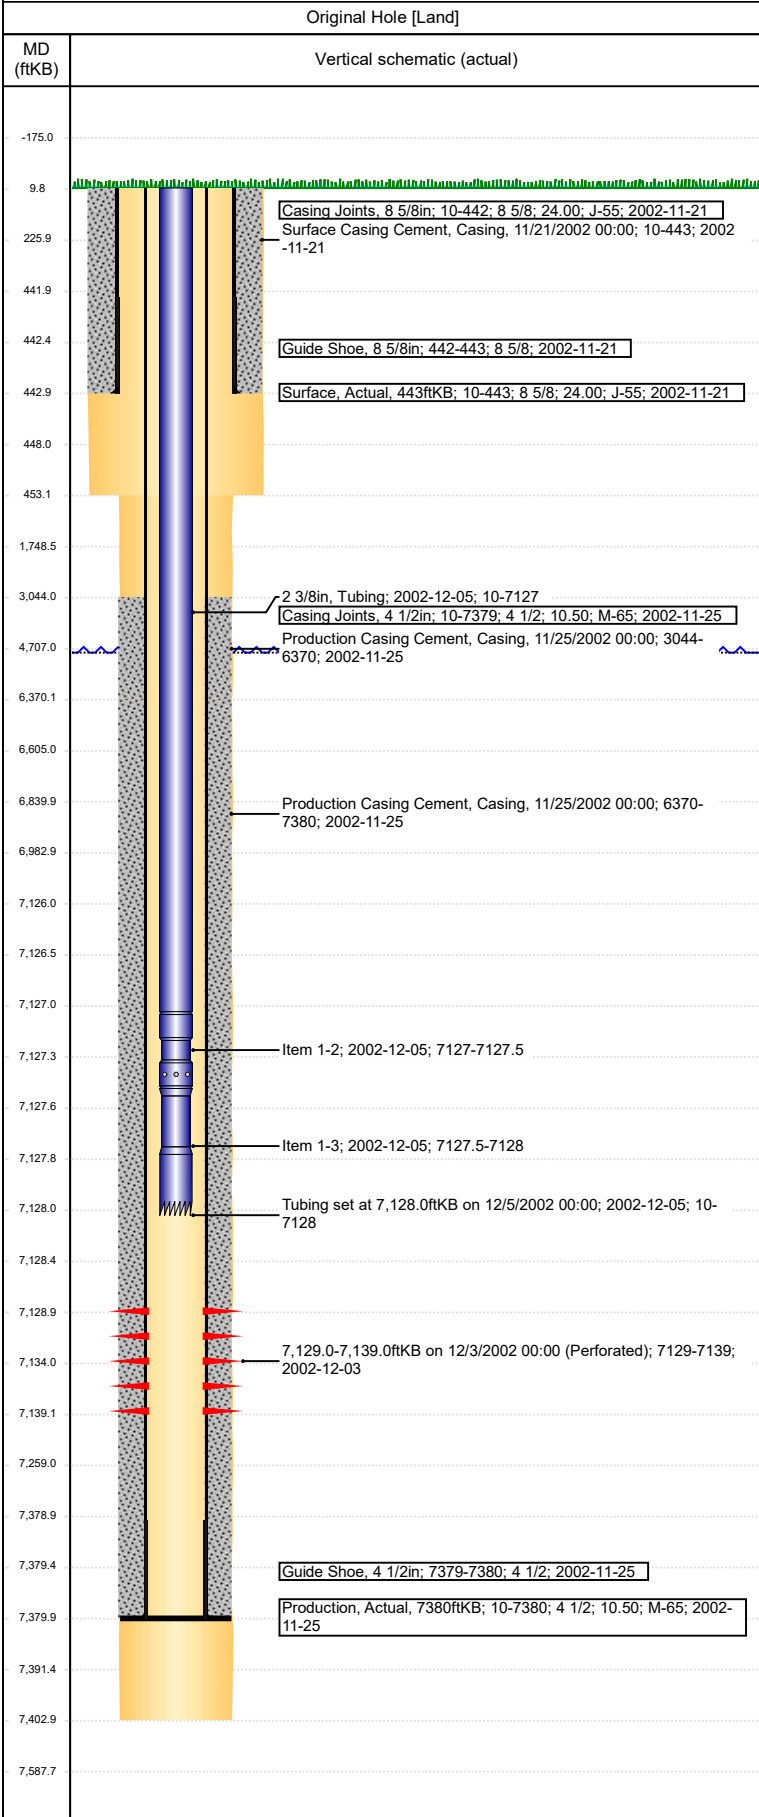 Original Hole [Land]
MD
(ftKB)
Vertical schematic (actual)
-175.0
9.8
Casing Joints, 8 5/8in; 10-442; 8 5/8; 24.00; J-55; 2002-11-21
Surface Casing Cement, Casing, 11/21/2002 00:00; 10-443; 2002
-11-21
225.9
441.9
442.4
Guide Shoe, 8 5/8in; 442-443; 8 5/8; 2002-11-21
442.9
Surface, Actual, 443ftKB; 10-443; 8 5/8; 24.00; J-55; 2002-11-21
448.0
453.1
1,748.5
3,044.0
2 3/8in, Tubing; 2002-12-05; 10-7127
Casing Joints, 4 1/2in; 10-7379; 4 1/2; 10.50; M-65; 2002-11-25
4,707.0
Production Casing Cement, Casing, 11/25/2002 00:00; 3044-
6370; 2002-11-25
6,370.1
6,605.0
6,839.9
Production Casing Cement, Casing, 11/25/2002 00:00; 6370-
7380; 2002-11-25
6,982.9
7,126.0
7,126.5
7,127.0
7,127.3
Item 1-2; 2002-12-05; 7127-7127.5
7,127.6
Item 1-3; 2002-12-05; 7127.5-7128
7,127.8
7,128.0
Tubing set at 7,128.0ftKB on 12/5/2002 00:00; 2002-12-05; 10-
7128
7,128.4
7,128.9
7,134.0
7,129.0-7,139.0ftKB on 12/3/2002 00:00 (Perforated); 7129-7139;
2002-12-03
7,139.1
7,259.0
7,378.9
7,379.4
Guide Shoe, 4 1/2in; 7379-7380; 4 1/2; 2002-11-25
7,379.9
Production, Actual, 7380ftKB; 10-7380; 4 1/2; 10.50; M-65; 2002-
11-25
7,391.4
7,402.9
7,587.7